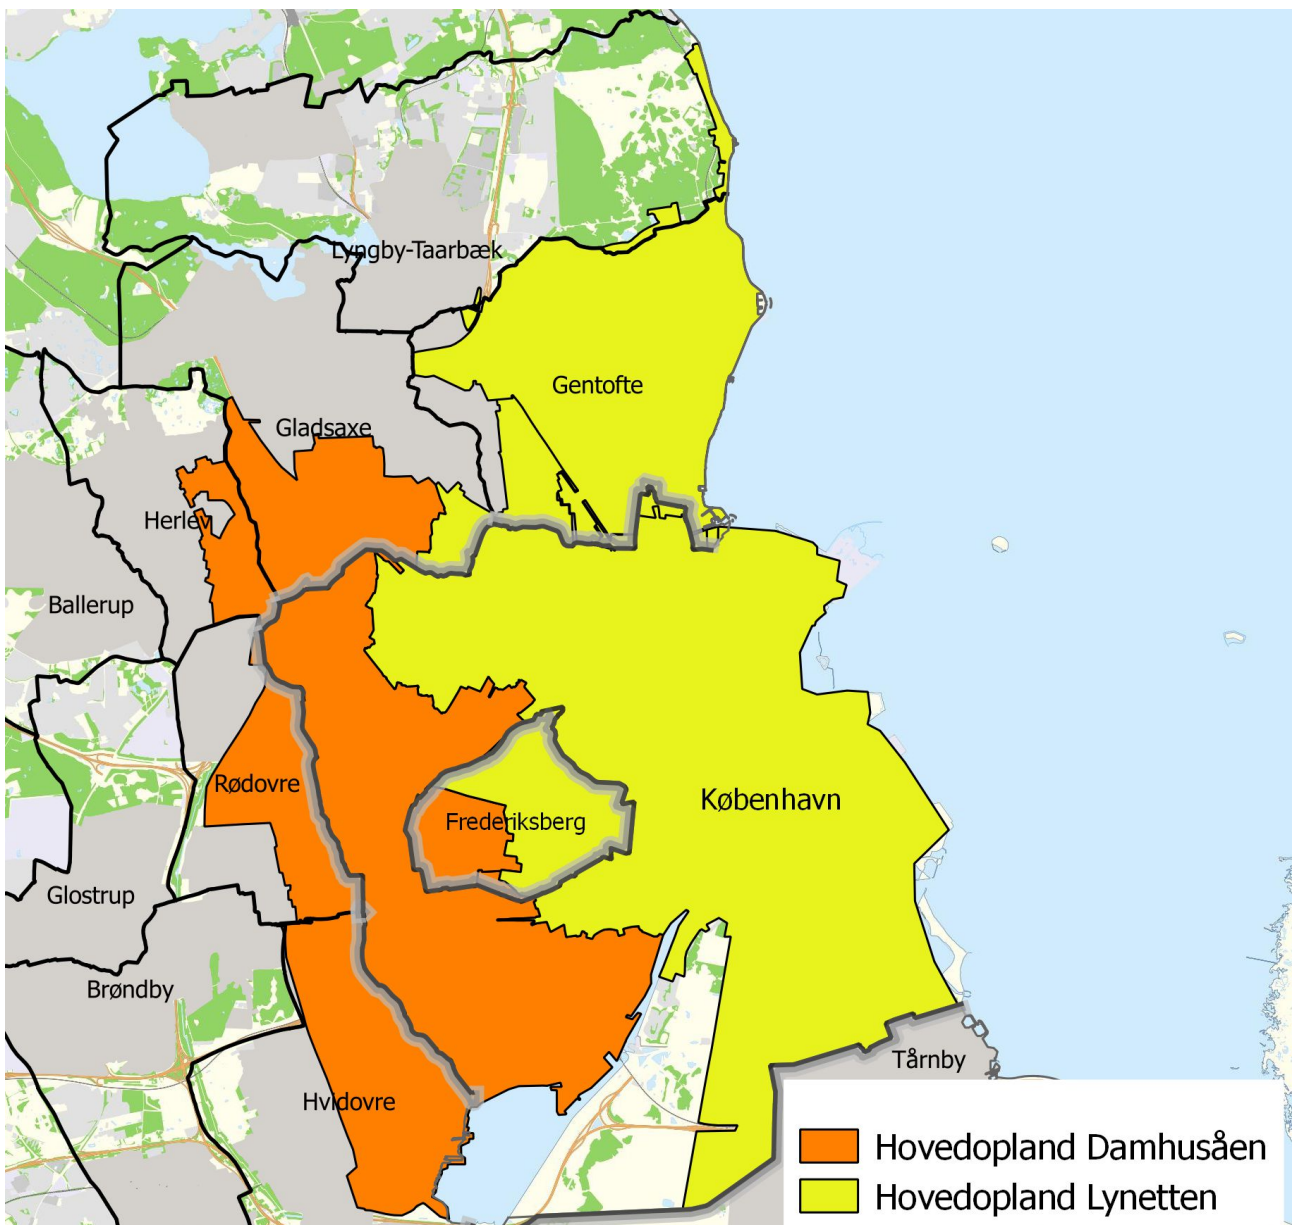 Lyngby-Taarbæk
Gentofte
Gladsaxe
Herlev
Ballerup
Rødovre
København
Frederiksberg
Glostrup
Brøndby
Tårnby
Hvidovre
Hovedopland Damhusåen
Hovedopland Lynetten